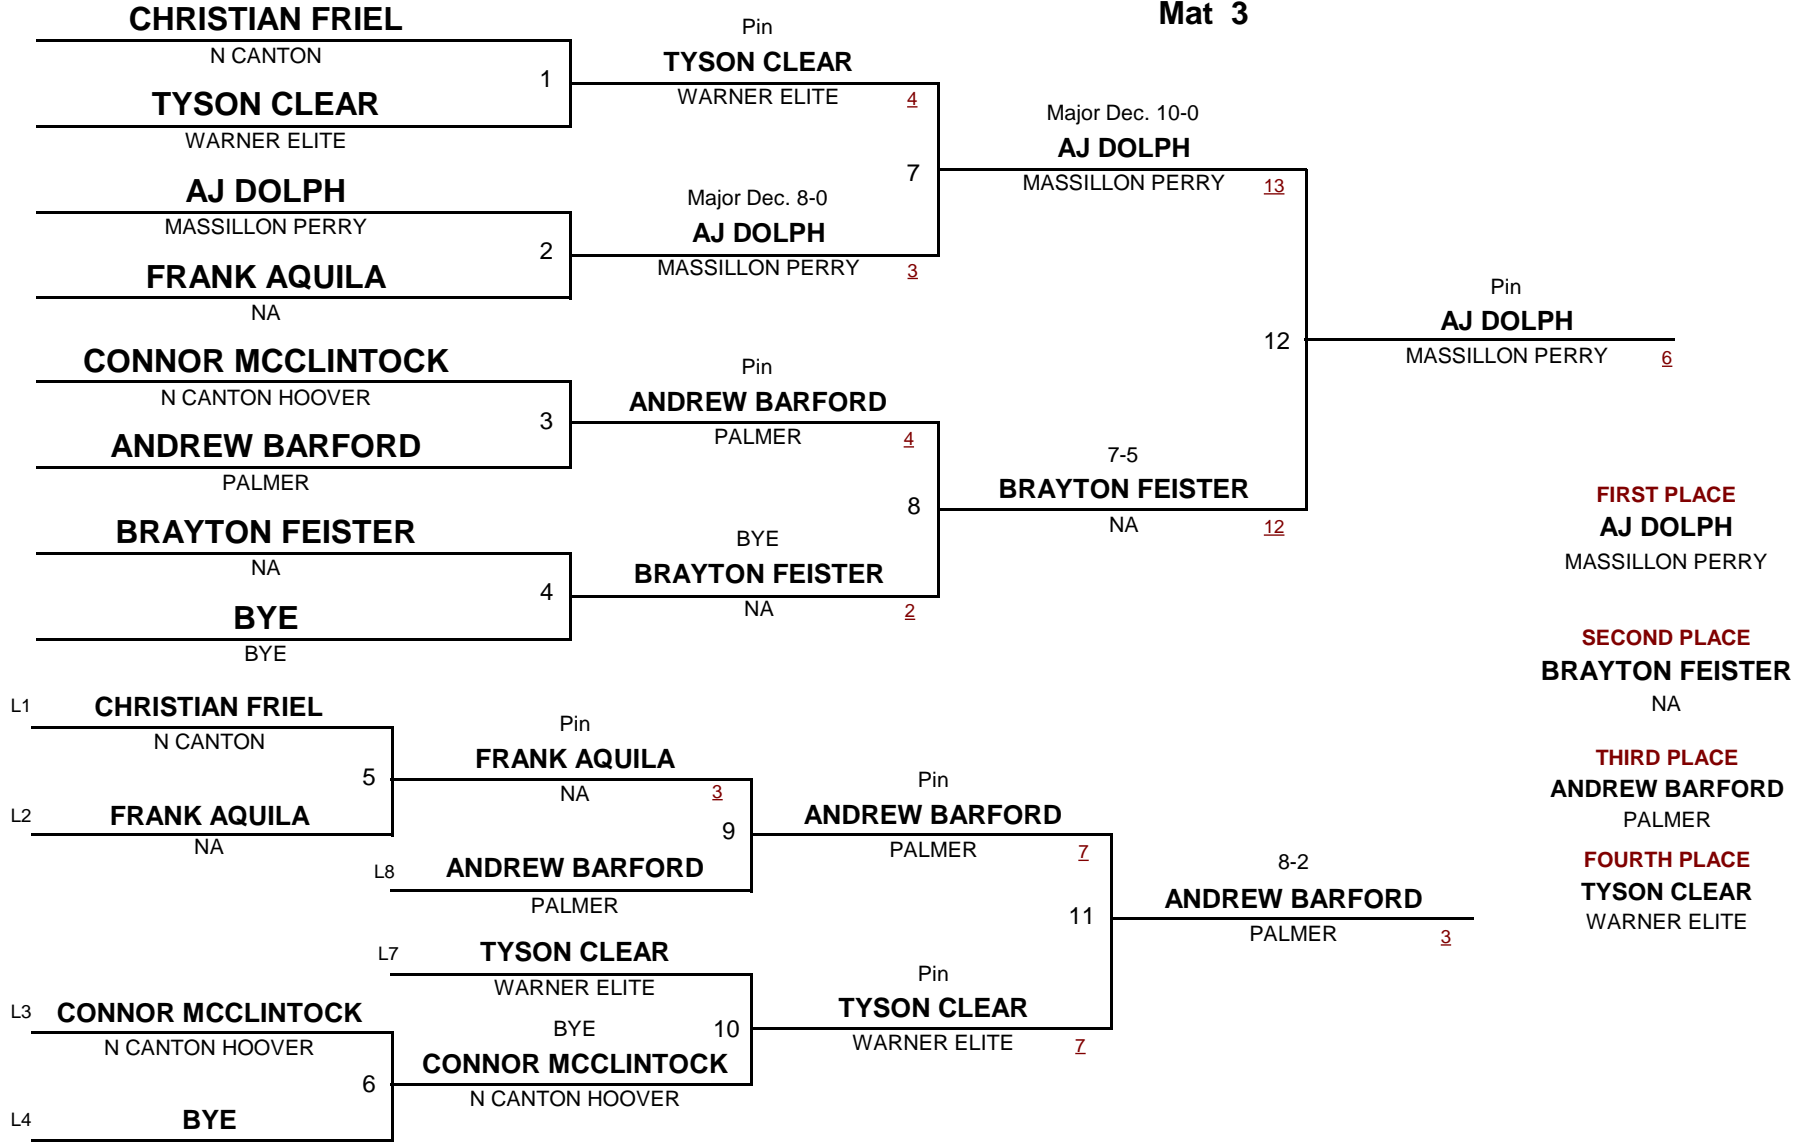 Mat 3
CHRISTIAN FRIEL
N CANTON
1
TYSON CLEAR
WARNER ELITE
Pin
TYSON CLEAR
WARNER ELITE 4
AJ DOLPH
MASSILLON PERRY
2
FRANK AQUILA
NA
Major Dec. 8-0
AJ DOLPH
MASSILLON PERRY 3
7
Major Dec. 10-0
AJ DOLPH
MASSILLON PERRY 13
CONNOR MCCLINTOCK
N CANTON HOOVER
3
ANDREW BARFORD
PALMER
Pin
ANDREW BARFORD
PALMER 4
BRAYTON FEISTER
NA
4
BYE
BYE
BYE
BRAYTON FEISTER
NA 2
8
7-5
BRAYTON FEISTER
NA 12
12
Pin
AJ DOLPH
MASSILLON PERRY 6
FIRST PLACE
AJ DOLPH
MASSILLON PERRY
SECOND PLACE
BRAYTON FEISTER
NA
THIRD PLACE
ANDREW BARFORD
PALMER
FOURTH PLACE
TYSON CLEAR
WARNER ELITE
L1 CHRISTIAN FRIEL
N CANTON
5
L2 FRANK AQUILA
NA
Pin
FRANK AQUILA
NA 3
9
L8 ANDREW BARFORD
PALMER
Pin
ANDREW BARFORD
PALMER 7
L7 TYSON CLEAR
WARNER ELITE
L3 CONNOR MCCLINTOCK
N CANTON HOOVER
6
L4 BYE
BYE
CONNOR MCCLINTOCK
N CANTON HOOVER
10
Pin
TYSON CLEAR
WARNER ELITE 7
11
8-2
ANDREW BARFORD
PALMER 3